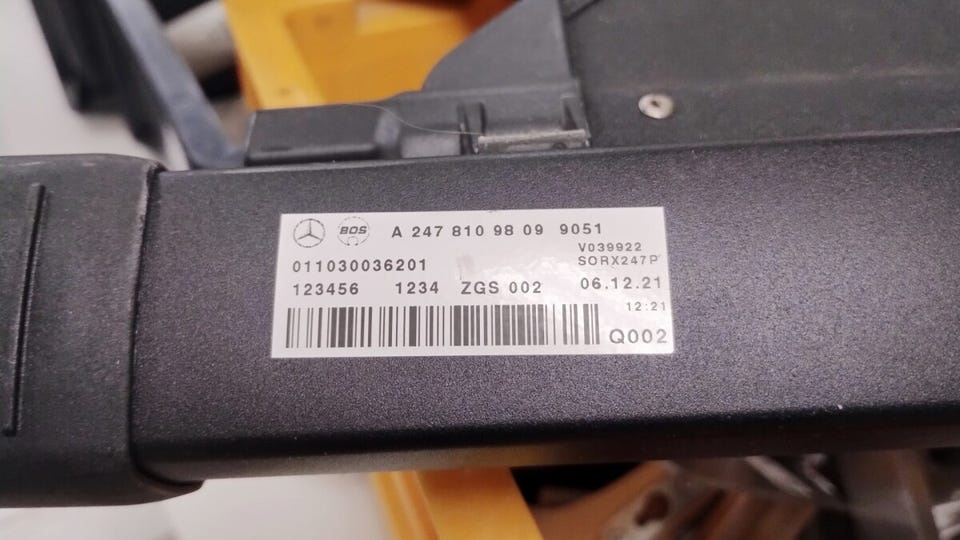 BOS A 247 810 98 09 9051
V039922
011030036201 SORX247P
123456 1234 ZGS 002 06.12.21
12:21
Q002